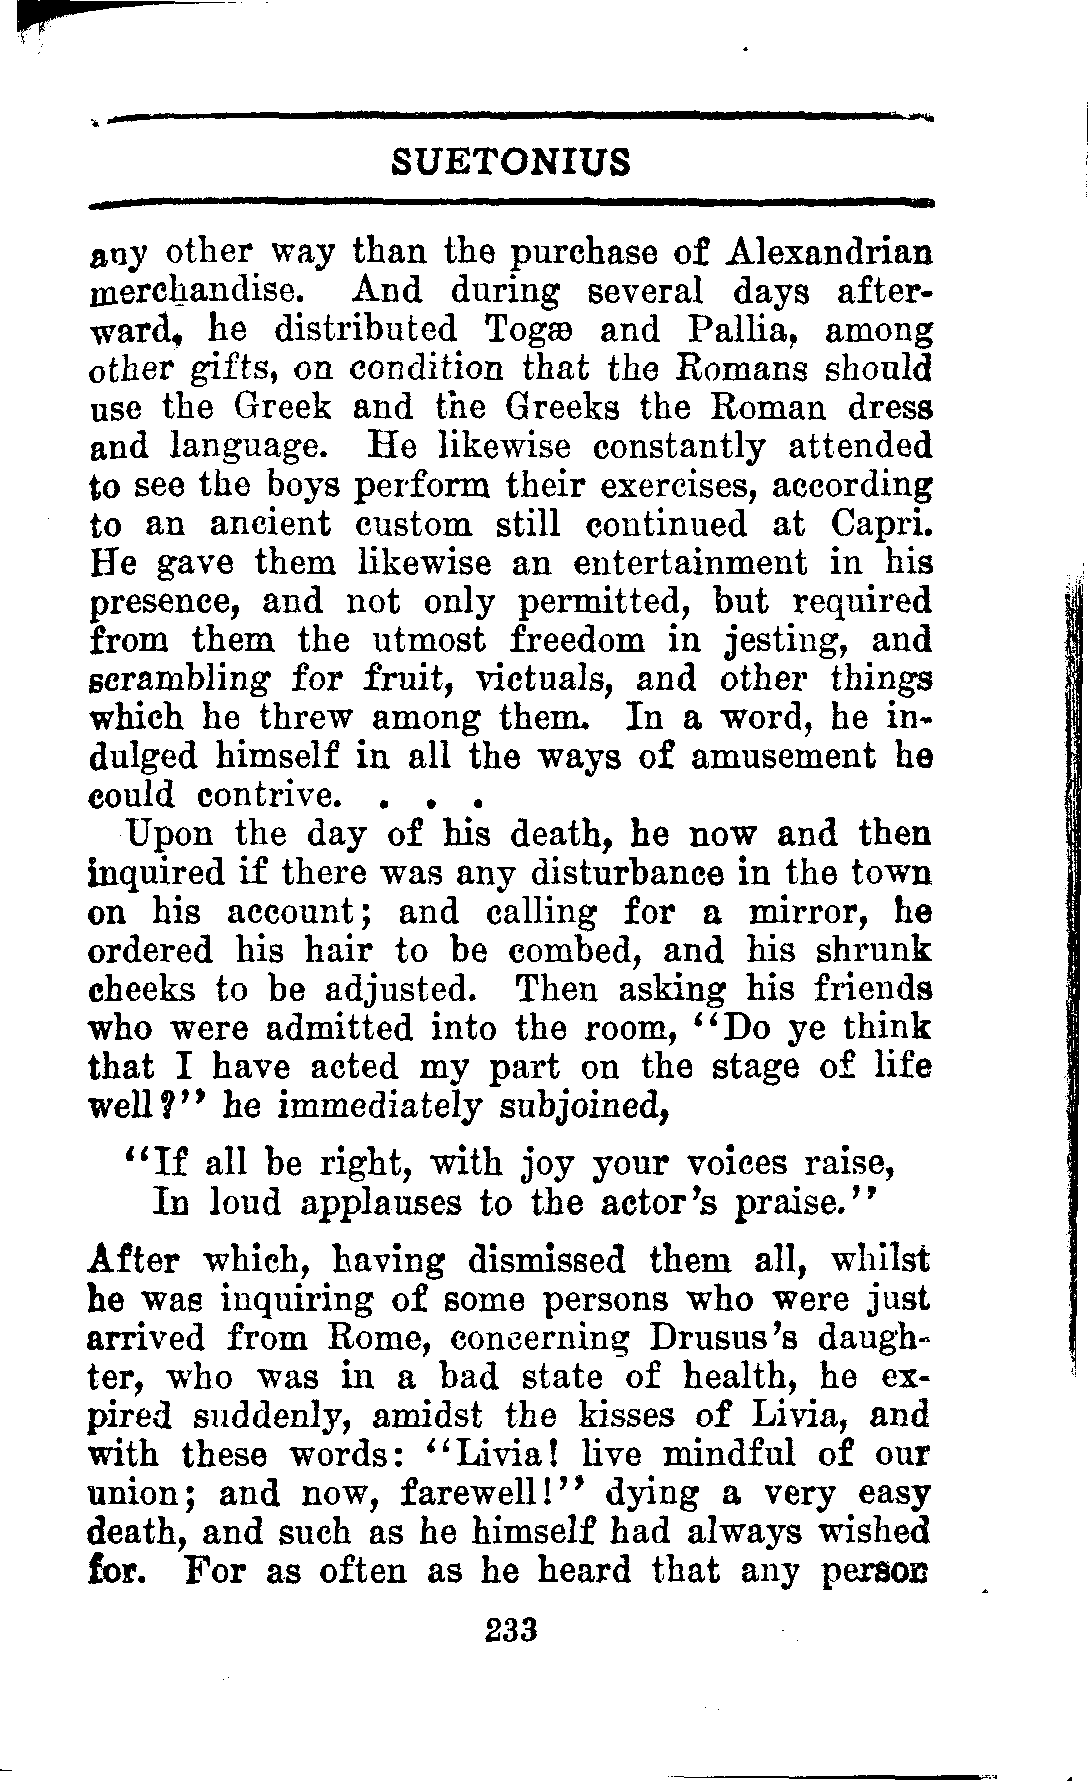 SUETONIUS
any other way than the purchase of Alexandrian
merchandise. And during several days after-
ward, he distributed Togæ and Pallia, among
other gifts, on condition that the Romans should
use the Greek and the Greeks the Roman dress
and language. He likewise constantly attended
to see the boys perform their exercises, according
to an ancient custom still continued at Capri.
He gave them likewise an entertainment in his
presence, and not only permitted, but required
from them the utmost freedom in jesting, and
scrambling for fruit, victuals, and other things
which he threw among them. In a word, he in-
dulged himself in all the ways of amusement he
could contrive. . . .
Upon the day of his death, he now and then
inquired if there was any disturbance in the town
on his account; and calling for a mirror, he
ordered his hair to be combed, and his shrunk
cheeks to be adjusted. Then asking his friends
who were admitted into the room, "Do ye think
that I have acted my part on the stage of life
well?" he immediately subjoined,
"If all be right, with joy your voices raise,
In loud applauses to the actor's praise."
After which, having dismissed them all, whilst
he was inquiring of some persons who were just
arrived from Rome, concerning Drusus's daugh-
ter, who was in a bad state of health, he ex-
pired suddenly, amidst the kisses of Livia, and
with these words: "Livia! live mindful of our
union; and now, farewell!" dying a very easy
death, and such as he himself had always wished
for. For as often as he heard that any person
233